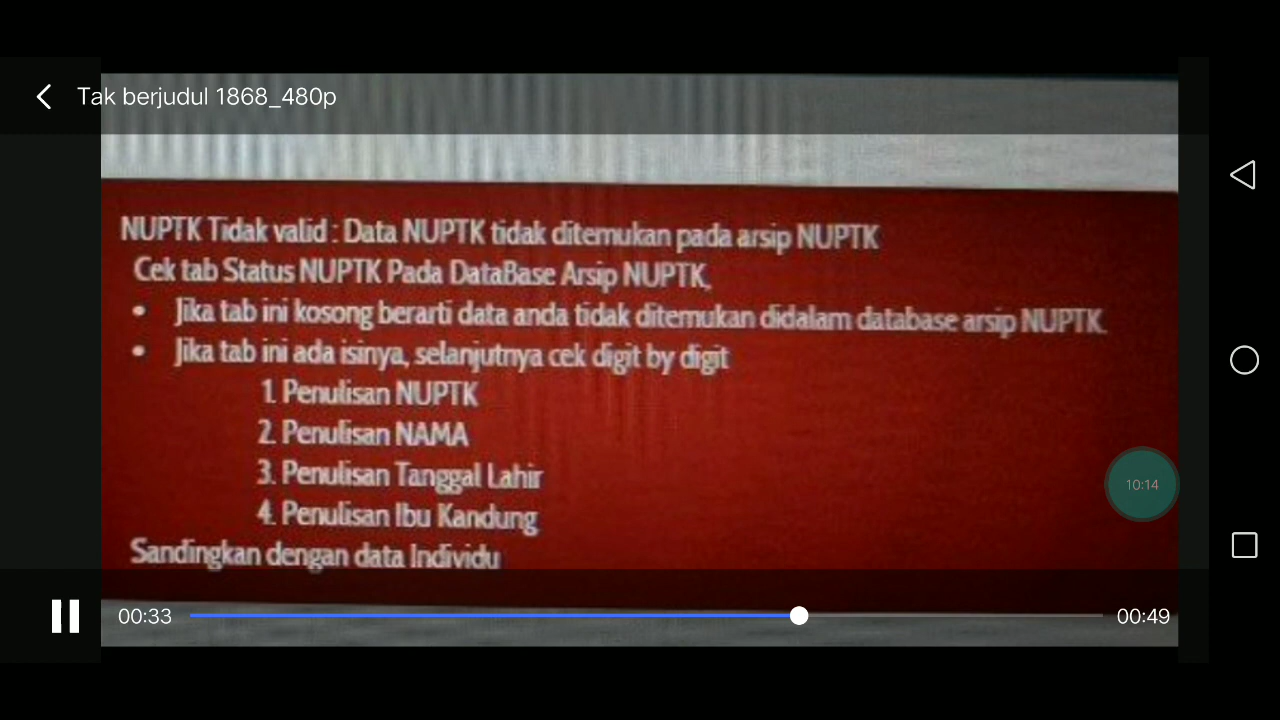 Tak berjudul 1868_480p
NUPTK Tidak valid : Data NUPTK tidak ditemukan pada arsip NUPTK
Cek tab Status NUPTK Pada DataBase Arsip NUPTK,
• Jika tab ini kosong berarti data anda tidak ditemukan didalam database arsip NUPTK.
• Jika tab ini ada isinya, selanjutnya cek digit by digit
1. Penulisan NUPTK
2. Penulisan NAMA
3. Penulisan Tanggal Lahir
4. Penulisan Ibu Kandung
Sandingkan dengan data Individu
10:14
00:33
00:49